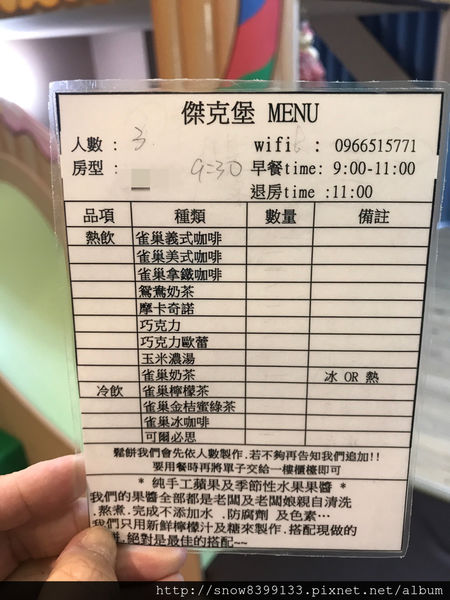 傑克堡 MENU
人數 : 3 wifi : 0966515771
房型 : 9:30 早餐time: 9:00-11:00
退房time :11:00
品項 種類 數量 備註
熱飲 雀巢義式咖啡
雀巢美式咖啡
雀巢拿鐵咖啡
鴛鴦奶茶
摩卡奇諾
巧克力
巧克力歐蕾
玉米濃湯
雀巢奶茶 冰 OR 熱
冷飲 雀巢檸檬茶
雀巢金桔蜜綠茶
雀巢冰咖啡
可爾必思
鬆餅我們會先依人數製作.若不夠再告知我們追加!!
要用餐時再將單子交給一樓櫃檯即可
* 純手工蘋果及季節性水果果醬 *
我們的果醬全部都是老闆及老闆娘親自清洗
.熬煮.完成不添加水 .防腐劑 及色素…
我們只用新鮮檸檬汁及糖來製作.搭配現做的
餅,絕對是最佳的搭配~~
http://snow8399133.pixnet.net/album